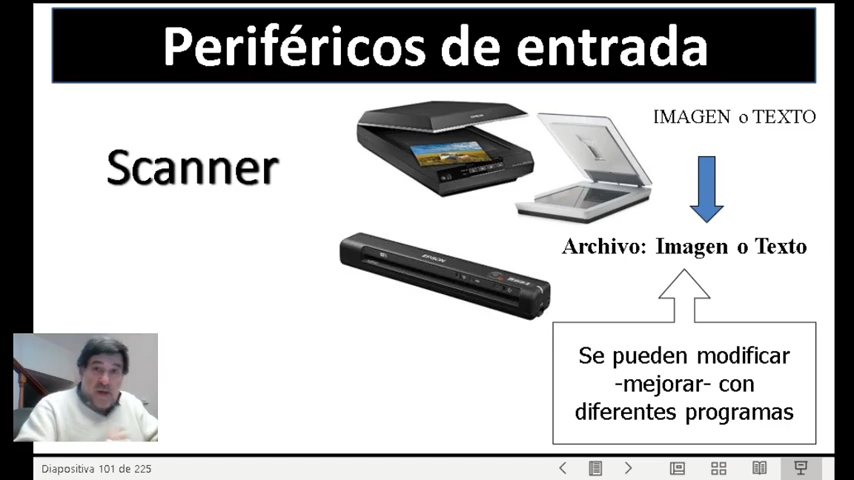 Periféricos de entrada
Scanner
IMAGEN o TEXTO
Archivo: Imagen o Texto
EPSON
Se pueden modificar
-mejorar- con
diferentes programas
Diapositiva 101 de 225